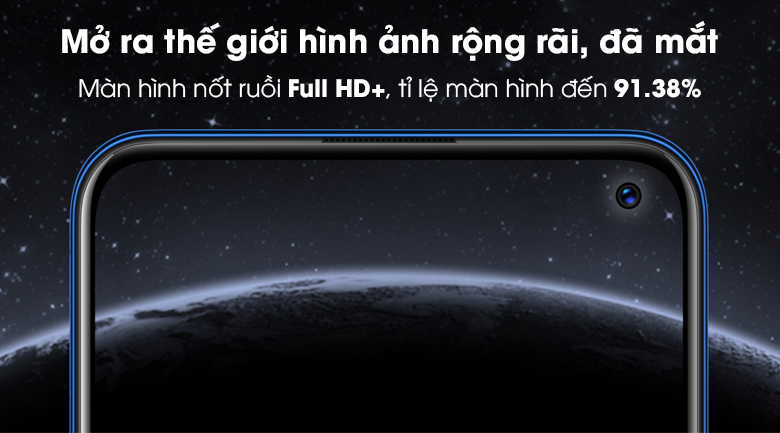 Mở ra thế giới hình ảnh rộng rãi, đã mắt
Màn hình nốt ruồi Full HD+, tỉ lệ màn hình đến 91.38%